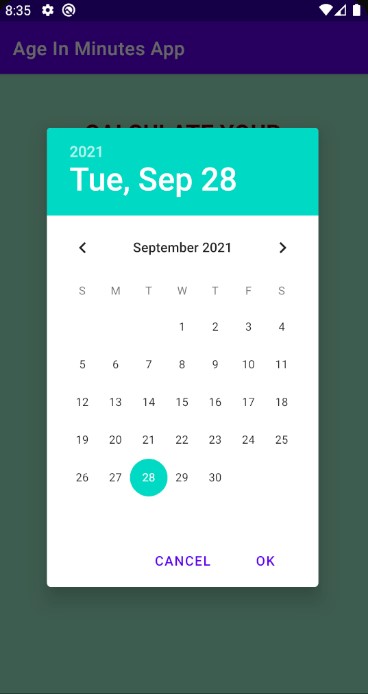 8:35
Age In Minutes App
CALCULATE YOUR
2021
Tue, Sep 28
September 2021
S M T W T F S
1 2 3 4
5 6 7 8 9 10 11
12 13 14 15 16 17 18
19 20 21 22 23 24 25
26 27 28 29 30
CANCEL OK